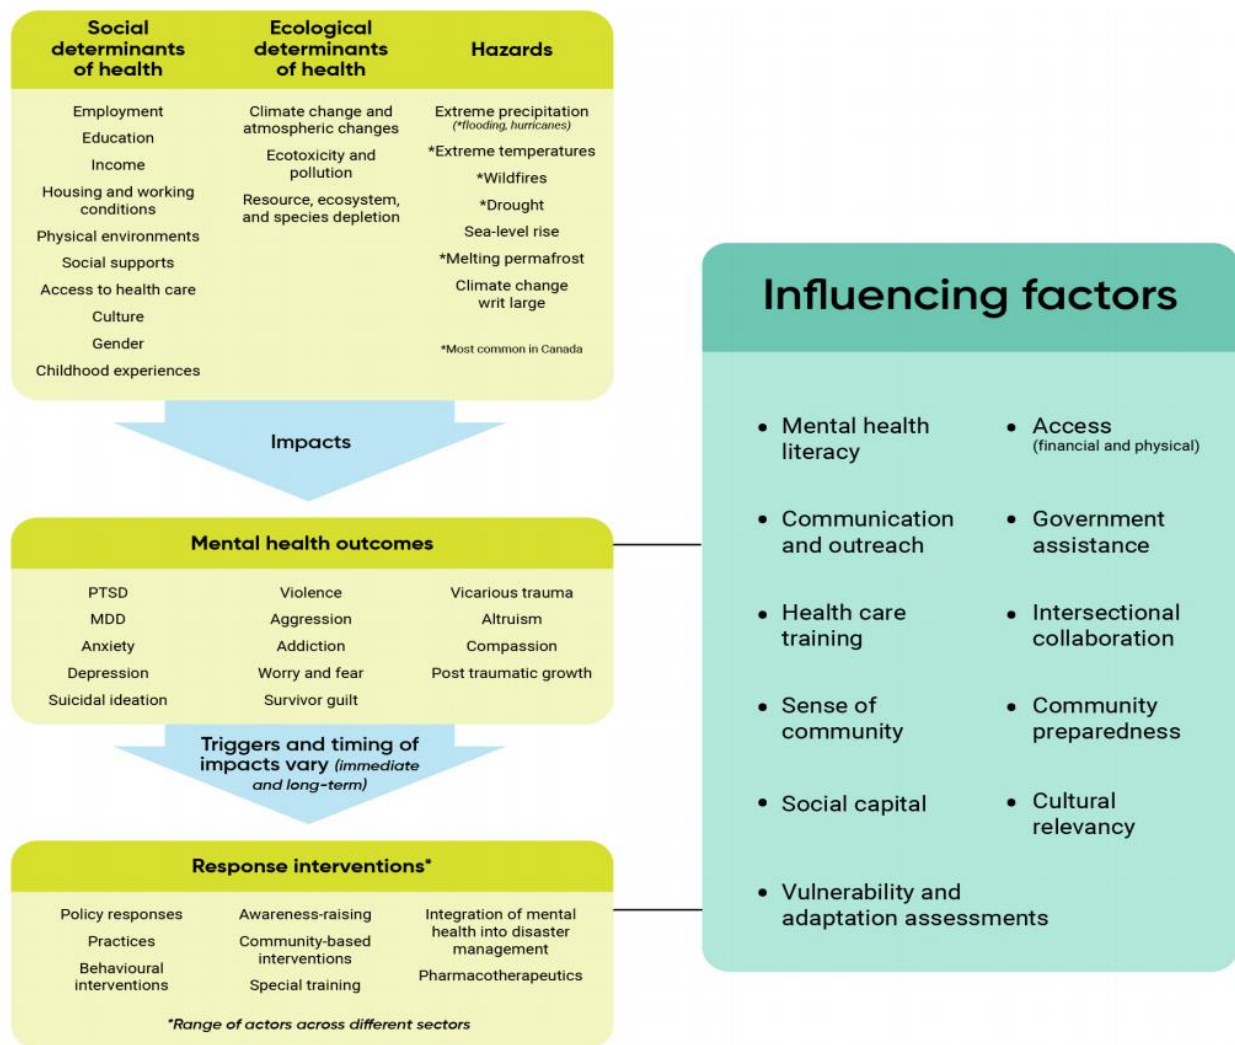 Social
determinants
of health
Employment
Education
Income
Housing and working
conditions
Physical environments
Social supports
Access to health care
Culture
Gender
Childhood experiences
Ecological
determinants
of health
Climate change and
atmospheric changes
Ecotoxicity and
pollution
Resource, ecosystem,
and species depletion
Hazards
Extreme precipitation
(*flooding, hurricanes)
*Extreme temperatures
*Wildfires
*Drought
Sea-level rise
*Melting permafrost
Climate change
writ large
*Most common in Canada
Impacts
Mental health outcomes
PTSD
MDD
Anxiety
Depression
Suicidal ideation
Violence
Aggression
Addiction
Worry and fear
Survivor guilt
Vicarious trauma
Altruism
Compassion
Post traumatic growth
Triggers and timing of
impacts vary (immediate
and long-term)
Response interventions*
Policy responses
Practices
Behavioural
interventions
Awareness-raising
Community-based
interventions
Special training
Integration of mental
health into disaster
management
Pharmacotherapeutics
*Range of actors across different sectors
Influencing factors
• Mental health
literacy
• Communication
and outreach
• Health care
training
• Sense of
community
• Social capital
• Vulnerability and
adaptation assessments
• Access
(financial and physical)
• Government
assistance
• Intersectional
collaboration
• Community
preparedness
• Cultural
relevancy